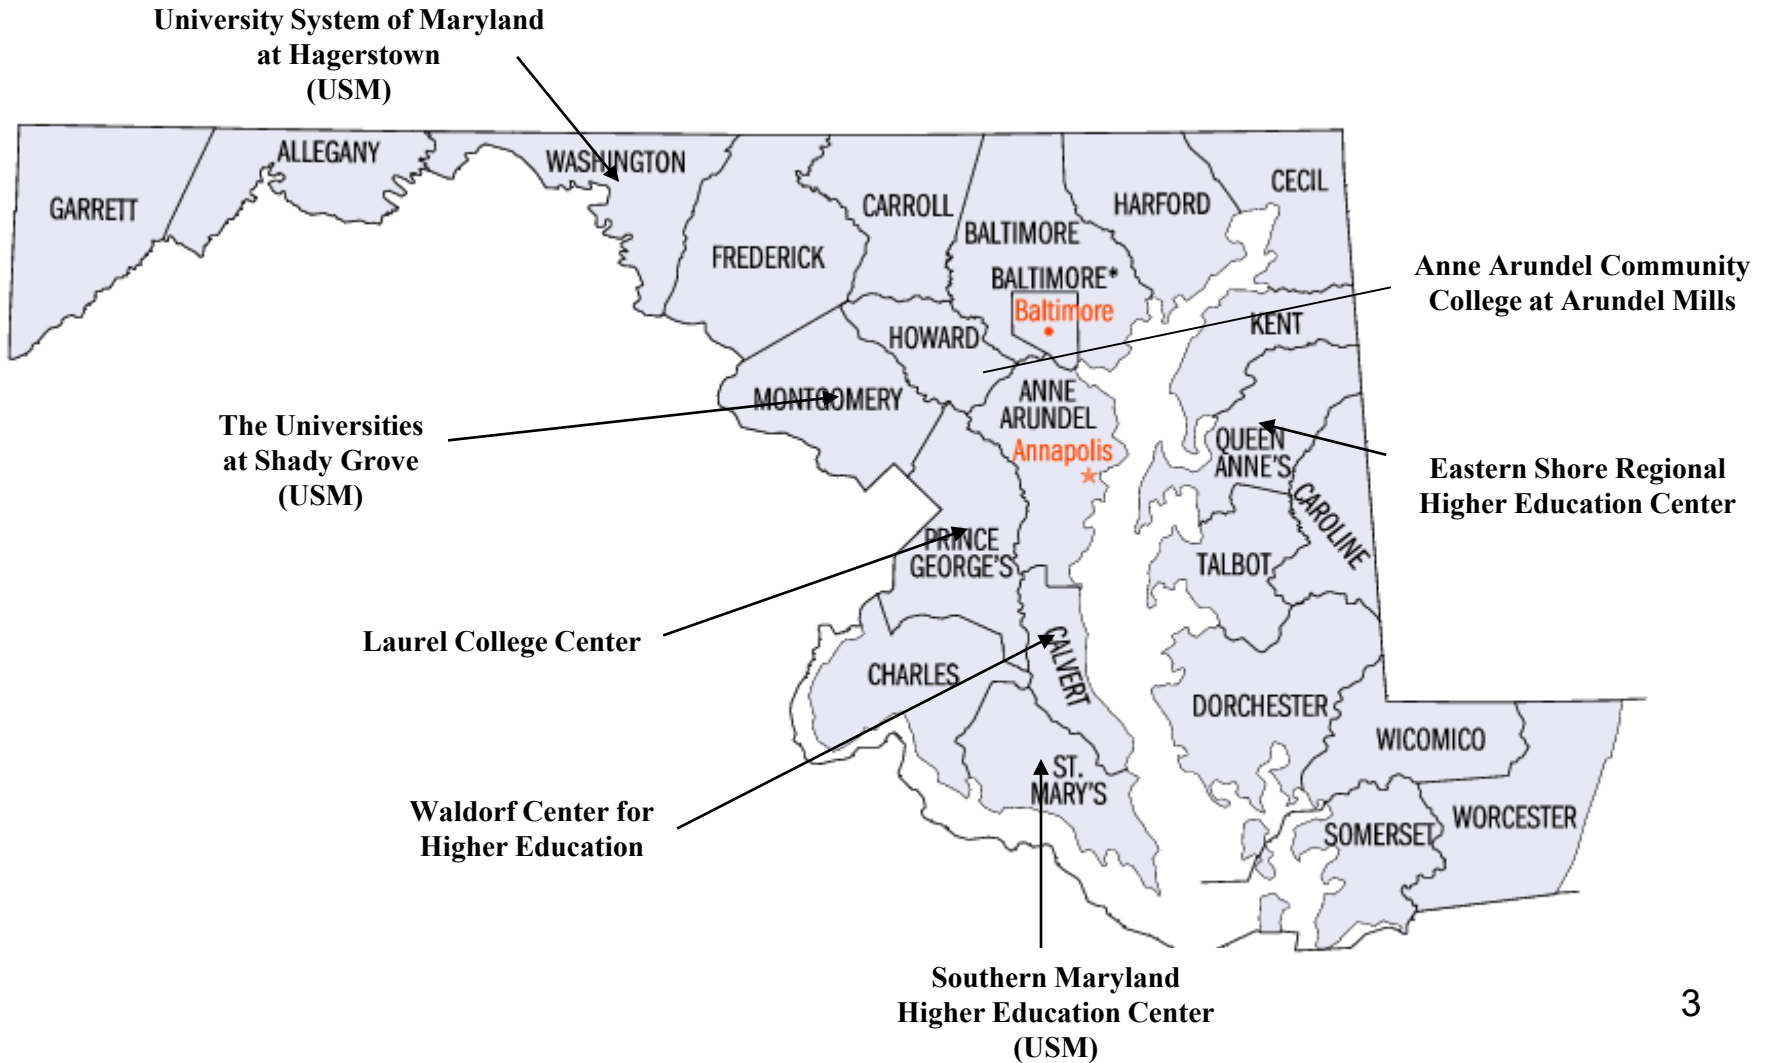 University System of Maryland
at Hagerstown
(USM)
GARRETT
ALLEGANY
WASHINGTON
FREDERICK
CARROLL
BALTIMORE
BALTIMORE*
Baltimore
HARFORD
CECIL
Anne Arundel Community
College at Arundel Mills
HOWARD
KENT
MONTGOMERY
ANNE
ARUNDEL
Annapolis
The Universities
at Shady Grove
(USM)
QUEEN
ANNE'S
Eastern Shore Regional
Higher Education Center
CAROLINE
PRINCE
GEORGE'S
TALBOT
Laurel College Center
CHARLES
CALVERT
DORCHESTER
WICOMICO
ST.
MARY'S
Waldorf Center for
Higher Education
SOMERSET
WORCESTER
Southern Maryland
Higher Education Center
(USM)
3